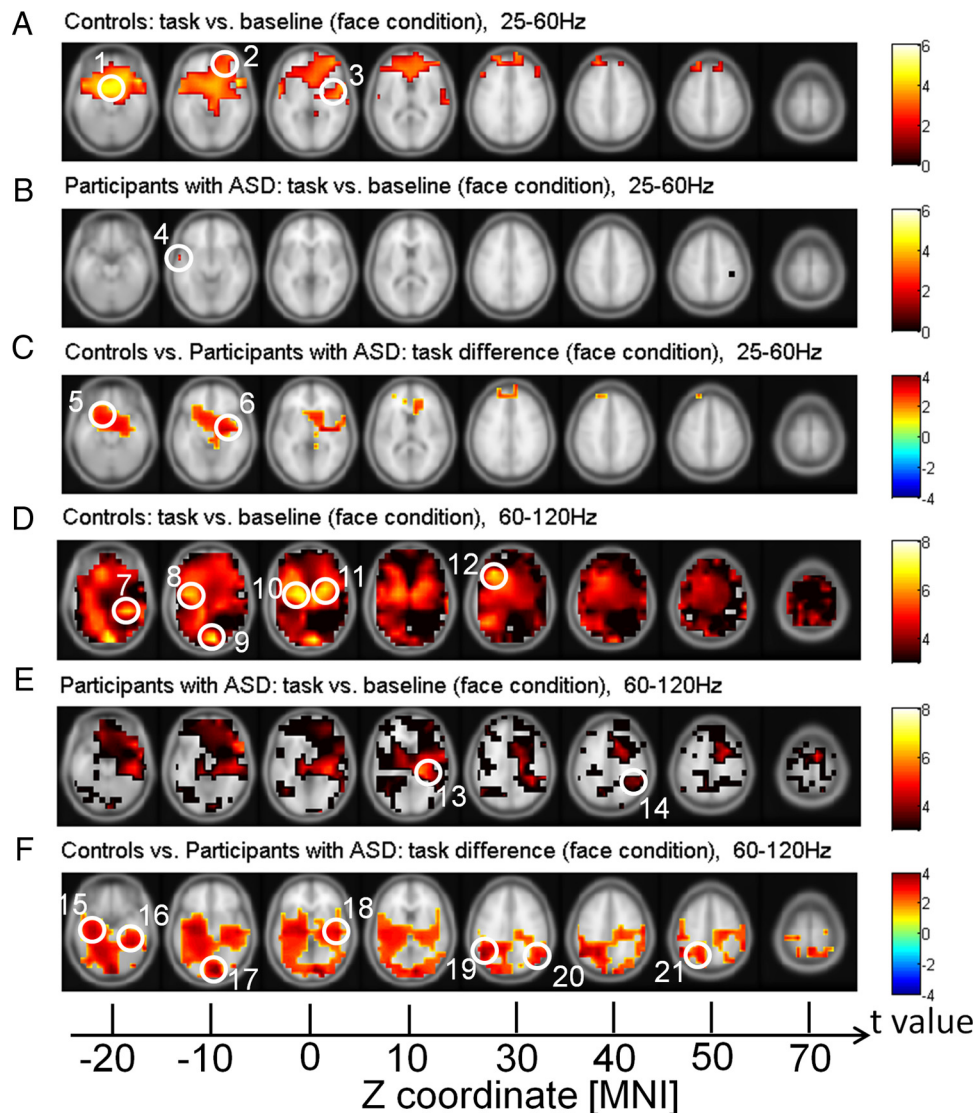 A Controls: task vs. baseline (face condition), 25-60Hz
1 2 3
6
4
2
0
B Participants with ASD: task vs. baseline (face condition), 25-60Hz
4
6
4
2
0
C Controls vs. Participants with ASD: task difference (face condition), 25-60Hz
5 6
4
2
0
-2
-4
D Controls: task vs. baseline (face condition), 60-120Hz
7 8 9 10 11 12
8
6
4
E Participants with ASD: task vs. baseline (face condition), 60-120Hz
13 14
8
6
4
F Controls vs. Participants with ASD: task difference (face condition), 60-120Hz
15 16 17 18 19 20 21
4
2
0
-2
-4
t value
-20 -10 0 10 30 40 50 70
Z coordinate [MNI]